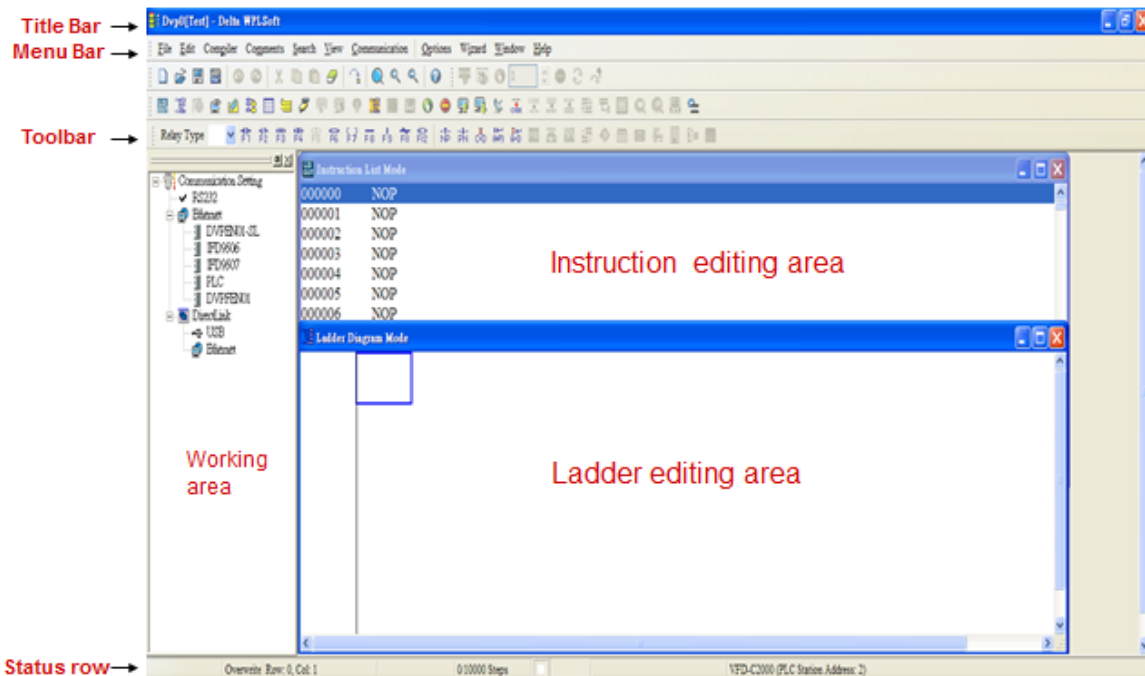 Title Bar
Dvp0[Test] - Delta WPLSoft
Menu Bar
File Edit Compiler Comments Search View Communication Options Wizard Window Help
Toolbar
Relay Type
Communication Setting
RS232
Ethernet
DVPEN01-SL
IFD9506
IFD9507
PLC
DVPFEN01
DirectLink
USB
Ethernet
Working
area
Instruction List Mode
000000 NOP
000001 NOP
000002 NOP
000003 NOP
000004 NOP
000005 NOP
000006 NOP
Instruction editing area
Ladder Diagram Mode
Ladder editing area
Status row
Overwrite Row: 0, Col: 1
0/10000 Steps
VFD-C2000 (PLC Station Address: 2)